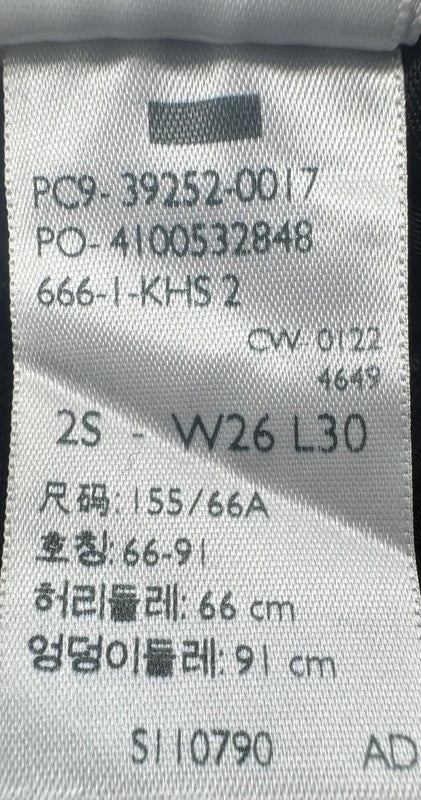 PC9- 39252-0017
PO- 4100532848
666-1-KHS 2
CW 0122
4649
2S - W26 L30
尺码: 155/66A
호칭: 66-91
허리둘레: 66 cm
엉덩이둘레: 91 cm
S110790 AD